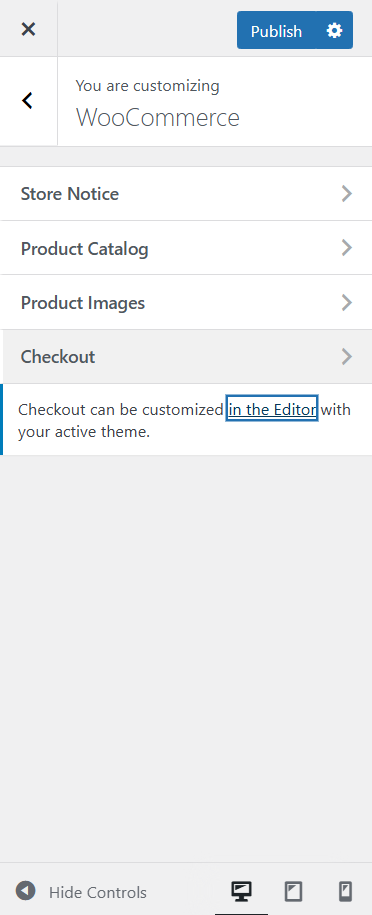 Publish
You are customizing
WooCommerce
Store Notice
Product Catalog
Product Images
Checkout
Checkout can be customized in the Editor with
your active theme.
Hide Controls